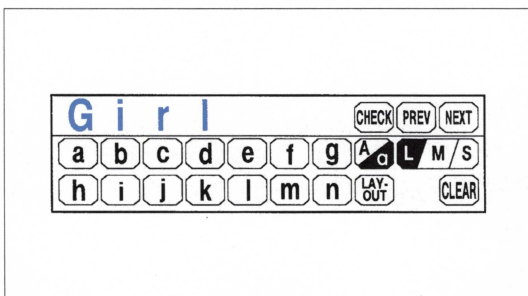 Girl CHECK PREV NEXT
a b c d e f g Aa L/M/S
h i j k l m n LAY-OUT CLEAR